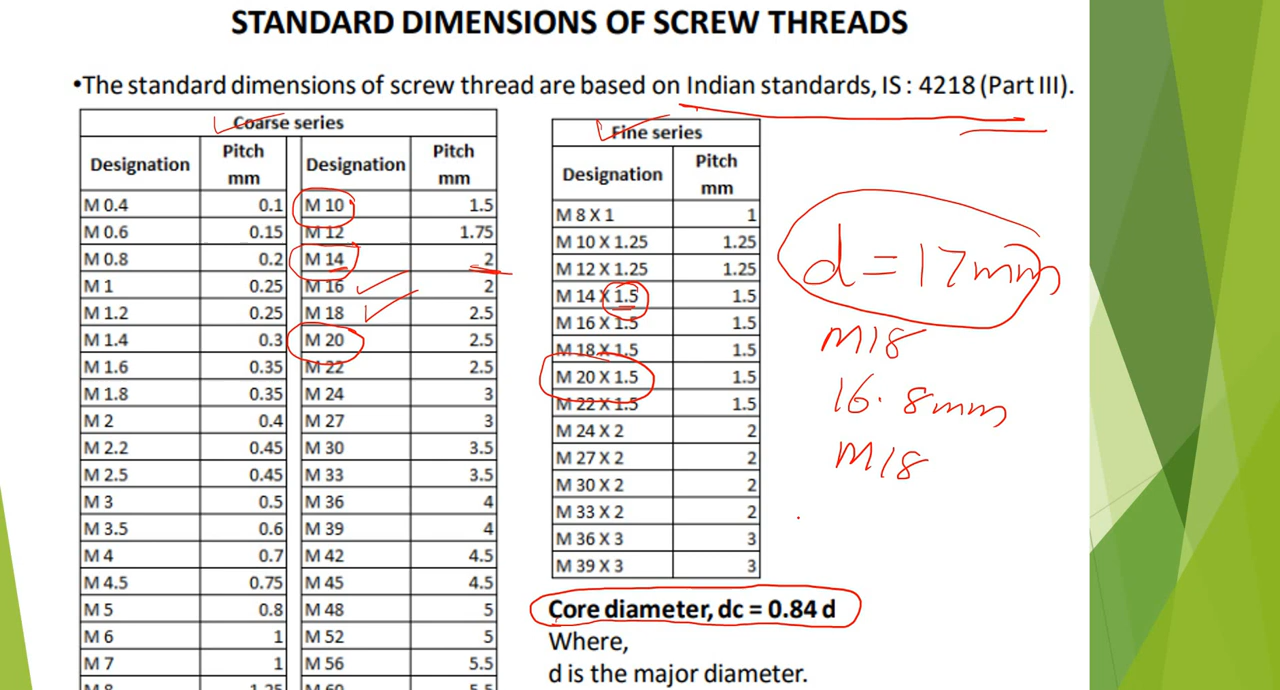 STANDARD DIMENSIONS OF SCREW THREADS
•The standard dimensions of screw thread are based on Indian standards, IS : 4218 (Part III).
Coarse series
Designation Pitch mm Designation Pitch mm
M 0.4 0.1 M 10 1.5
M 0.6 0.15 M 12 1.75
M 0.8 0.2 M 14 2
M 1 0.25 M 16 2
M 1.2 0.25 M 18 2.5
M 1.4 0.3 M 20 2.5
M 1.6 0.35 M 22 2.5
M 1.8 0.35 M 24 3
M 2 0.4 M 27 3
M 2.2 0.45 M 30 3.5
M 2.5 0.45 M 33 3.5
M 3 0.5 M 36 4
M 3.5 0.6 M 39 4
M 4 0.7 M 42 4.5
M 4.5 0.75 M 45 4.5
M 5 0.8 M 48 5
M 6 1 M 52 5
M 7 1 M 56 5.5
M 8 1.25 M 60 5.5
Fine series
Designation Pitch mm
M 8 X 1 1
M 10 X 1.25 1.25
M 12 X 1.25 1.25
M 14 X 1.5 1.5
M 16 X 1.5 1.5
M 18 X 1.5 1.5
M 20 X 1.5 1.5
M 22 X 1.5 1.5
M 24 X 2 2
M 27 X 2 2
M 30 X 2 2
M 33 X 2 2
M 36 X 3 3
M 39 X 3 3
Core diameter, dc = 0.84 d
Where,
d is the major diameter.
d = 17mm
M18
16.8mm
M18